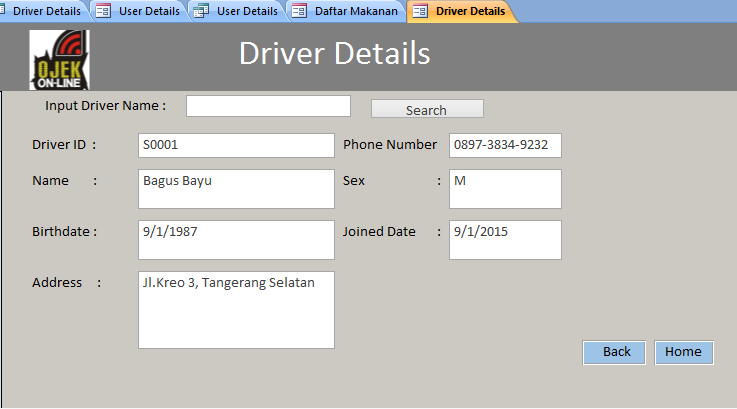 Driver Details User Details User Details Daftar Makanan Driver Details
OJEK
ON-LINE
Driver Details
Input Driver Name : Search
Driver ID : S0001 Phone Number 0897-3834-9232
Name : Bagus Bayu Sex : M
Birthdate : 9/1/1987 Joined Date : 9/1/2015
Address : Jl.Kreo 3, Tangerang Selatan
Back Home